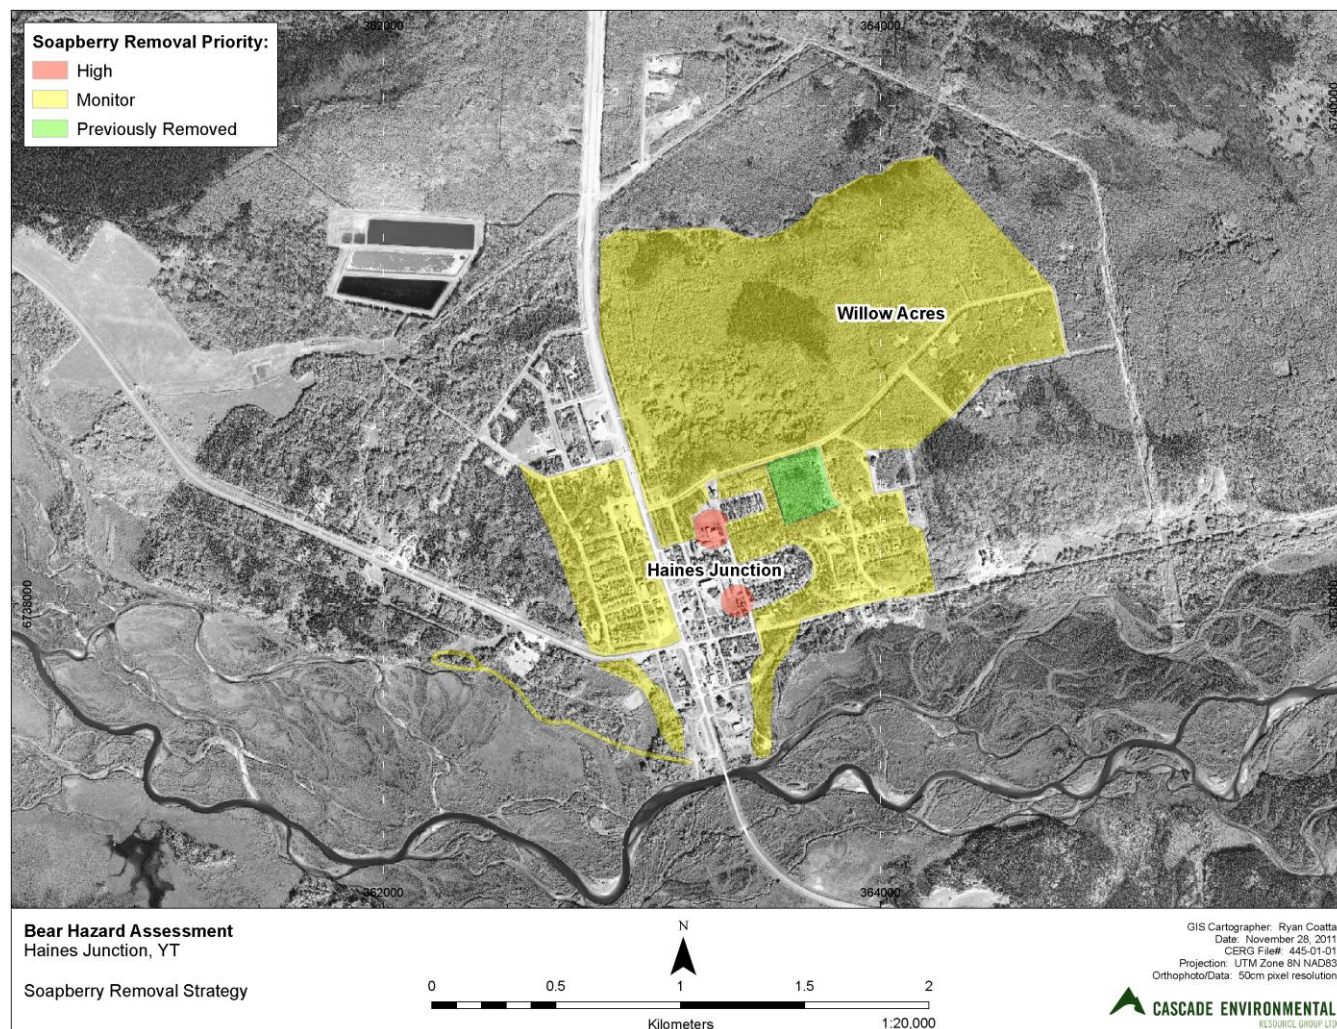 Soapberry Removal Priority:
High
Monitor
Previously Removed
362000
364000
Willow Acres
Haines Junction
6738000
362000
364000
Bear Hazard Assessment
Haines Junction, YT
Soapberry Removal Strategy
N
0 0.5 1 1.5 2
Kilometers
1:20,000
GIS Cartographer: Ryan Coatta
Date: November 28, 2011
CERG File#: 445-01-01
Projection: UTM Zone 8N NAD83
Orthophoto/Data: 50cm pixel resolution
CASCADE ENVIRONMENTAL
RESOURCE GROUP LTD